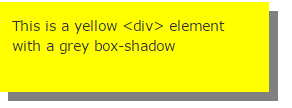 This is a yellow <div> element
with a grey box-shadow